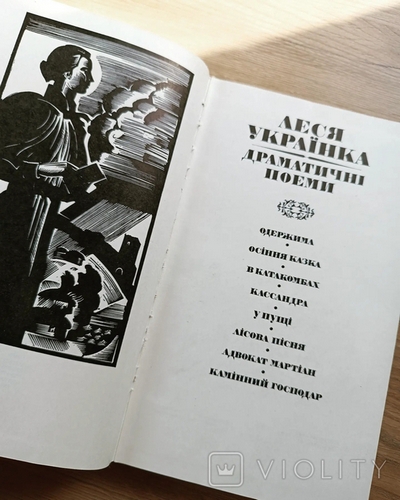 ЛЕСЯ
УКРАЇНКА
ДРАМАТИЧНІ
ПОЕМИ
ОДЕРЖИМА
ОСІННЯ КАЗКА
В КАТАКОМБАХ
КАССАНДРА
У ПУЩІ
ЛІСОВА ПІСНЯ
АДВОКАТ МАРТІАН
КАМІННИЙ ГОСПОДАР
VIOLITY